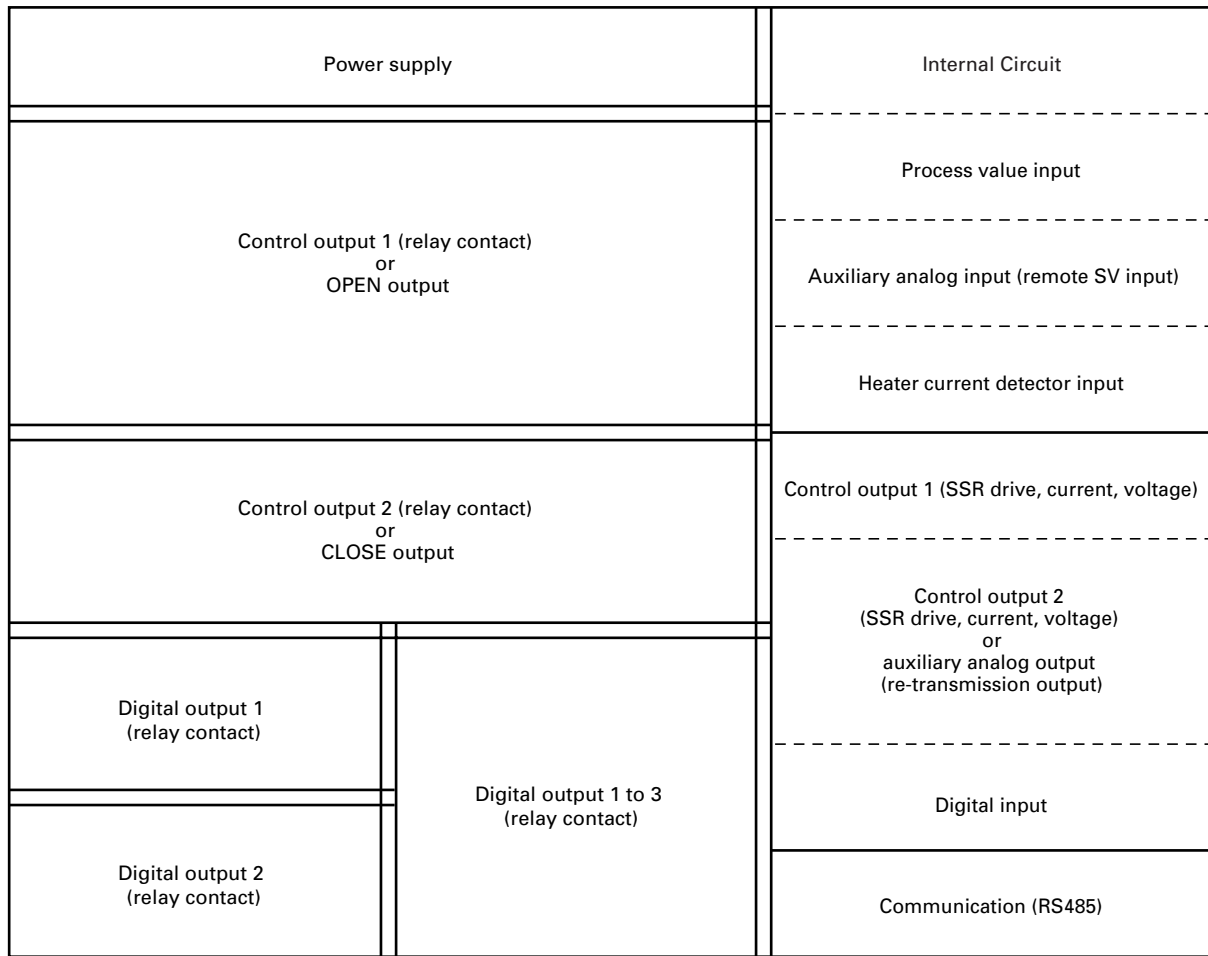 Power supply
Control output 1 (relay contact)
or
OPEN output
Control output 2 (relay contact)
or
CLOSE output
Digital output 1
(relay contact)
Digital output 2
(relay contact)
Digital output 1 to 3
(relay contact)
Internal Circuit
Process value input
Auxiliary analog input (remote SV input)
Heater current detector input
Control output 1 (SSR drive, current, voltage)
Control output 2
(SSR drive, current, voltage)
or
auxiliary analog output
(re-transmission output)
Digital input
Communication (RS485)